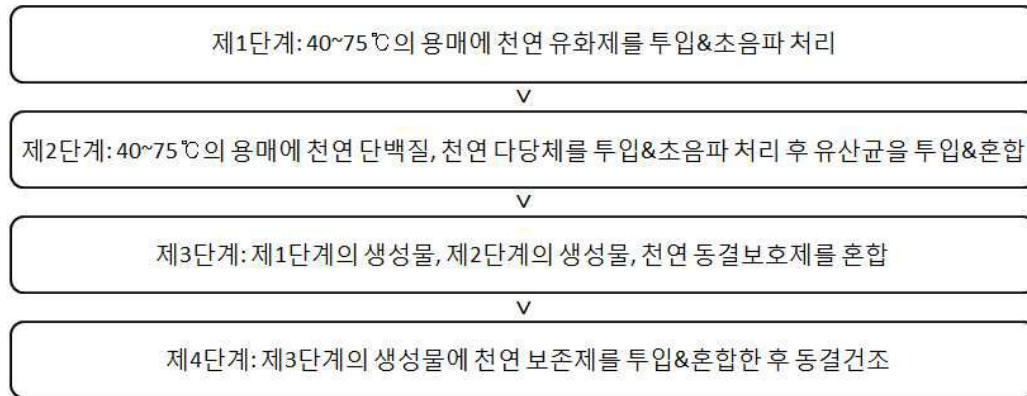 제1단계: 40~75℃의 용매에 천연 유화제를 투입&초음파 처리
∨
제2단계: 40~75℃의 용매에 천연 단백질, 천연 다당체를 투입&초음파 처리 후 유산균을 투입&혼합
∨
제3단계: 제1단계의 생성물, 제2단계의 생성물, 천연 동결보호제를 혼합
∨
제4단계: 제3단계의 생성물에 천연 보존제를 투입&혼합한 후 동결건조